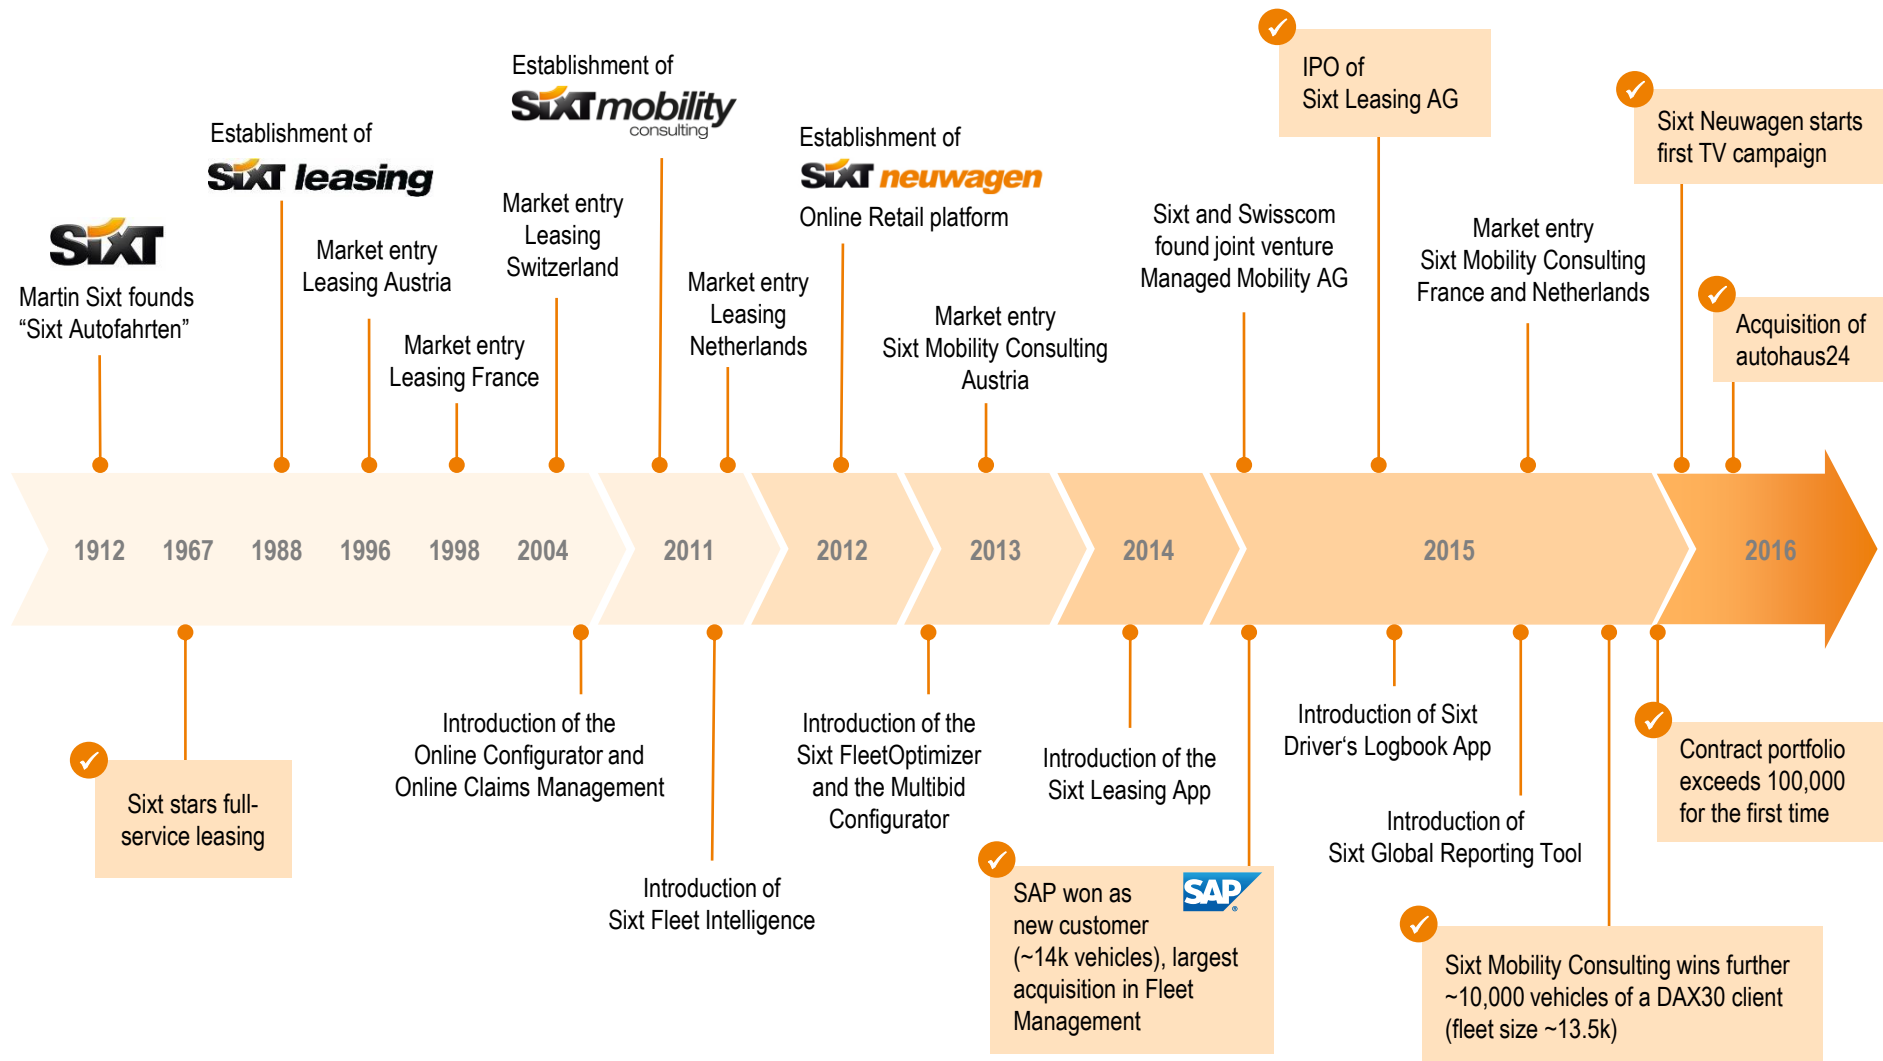 SIXT
Martin Sixt founds
“Sixt Autofahrten”
Establishment of
SIXT leasing
Market entry
Leasing Austria
Market entry
Leasing France
Market entry
Leasing
Switzerland
Establishment of
SIXT mobility
consulting
Market entry
Leasing
Netherlands
Establishment of
SIXT neuwagen
Online Retail platform
Market entry
Sixt Mobility Consulting
Austria
Sixt and Swisscom
found joint venture
Managed Mobility AG
IPO of
Sixt Leasing AG
Market entry
Sixt Mobility Consulting
France and Netherlands
Sixt Neuwagen starts
first TV campaign
Acquisition of
autohaus24
1912 1967 1988 1996 1998 2004 2011 2012 2013 2014 2015 2016
Sixt stars full-
service leasing
Introduction of the
Online Configurator and
Online Claims Management
Introduction of
Sixt Fleet Intelligence
Introduction of the
Sixt FleetOptimizer
and the Multibid
Configurator
Introduction of the
Sixt Leasing App
SAP won as
new customer
(~14k vehicles), largest
acquisition in Fleet
Management
SAP®
Introduction of Sixt
Driver‘s Logbook App
Introduction of
Sixt Global Reporting Tool
Sixt Mobility Consulting wins further
~10,000 vehicles of a DAX30 client
(fleet size ~13.5k)
Contract portfolio
exceeds 100,000
for the first time